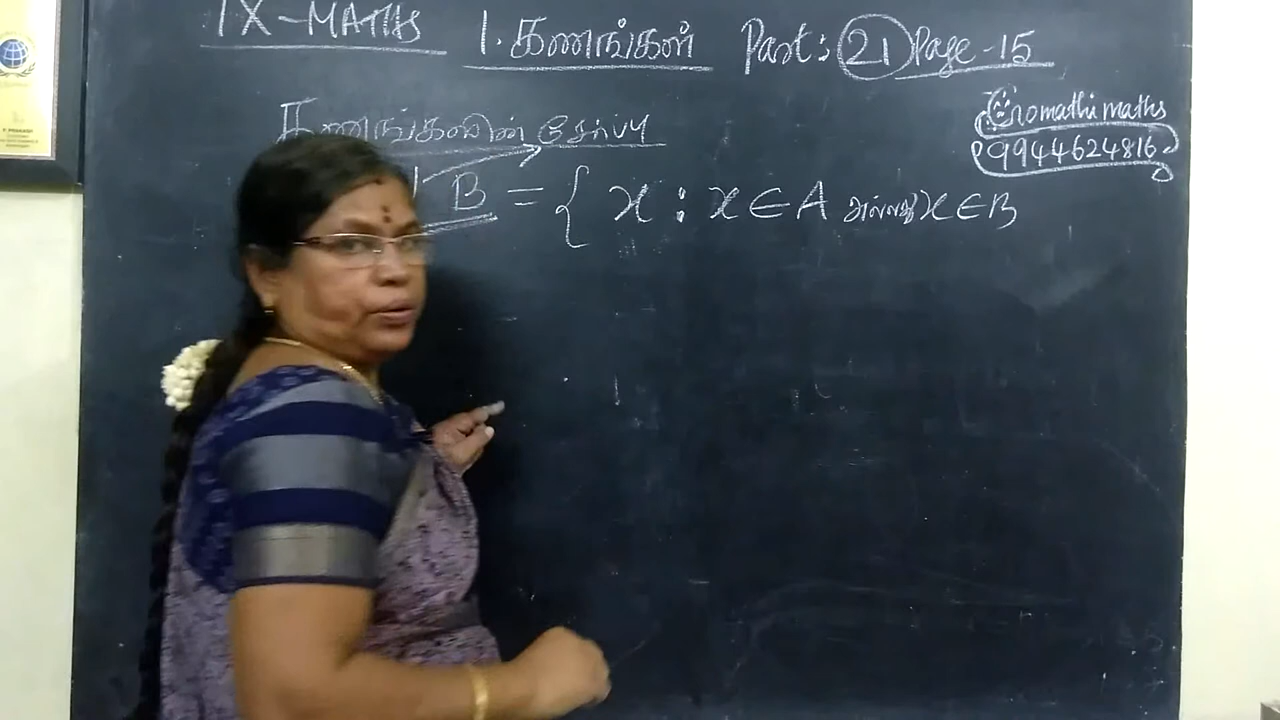 IX-MATHS 1. கணங்கள் Part: 21 Page-15
கணங்களின் சேர்ப்பு
Gomathi maths
9944624816
B = { x : x ∈ A அல்லது x ∈ B